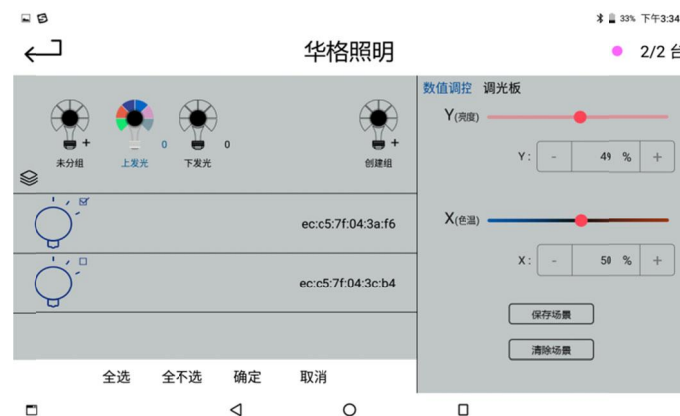 33% 下午3:34
华格照明
2/2 台
数值调控 调光板
未分组 +
上发光 0
下发光 0
创建组 +
Y(亮度)
Y: - 49 % +
ec:c5:7f:04:3a:f6
X(色温)
X: - 50 % +
ec:c5:7f:04:3c:b4
保存场景
清除场景
全选 全不选 确定 取消